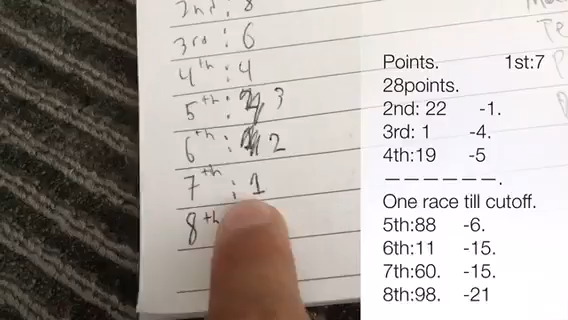 2nd: 8
3rd: 6
4th: 4
5th: 3
6th: 2
7th: 1
8th
Points. 1st:7
28points.
2nd: 22 -1.
3rd: 1 -4.
4th:19 -5
——————.
One race till cutoff.
5th:88 -6.
6th:11 -15.
7th:60. -15.
8th:98. -21